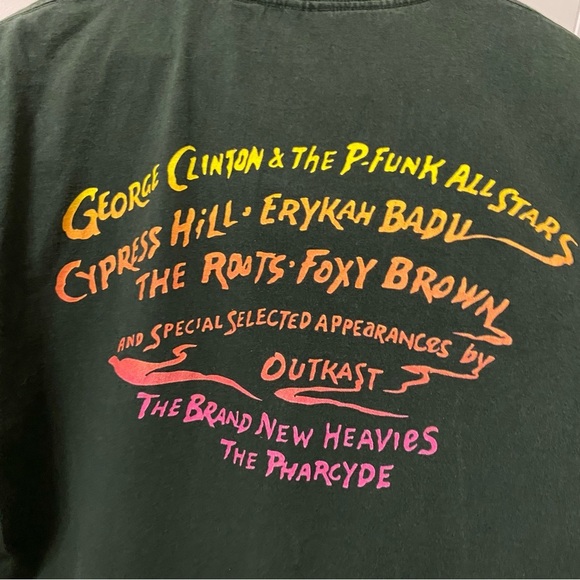 George Clinton & The P-Funk All Stars
Cypress Hill · Erykah Badu
The Roots · Foxy Brown
and Special Selected Appearances by
Outkast
The Brand New Heavies
The Pharcyde